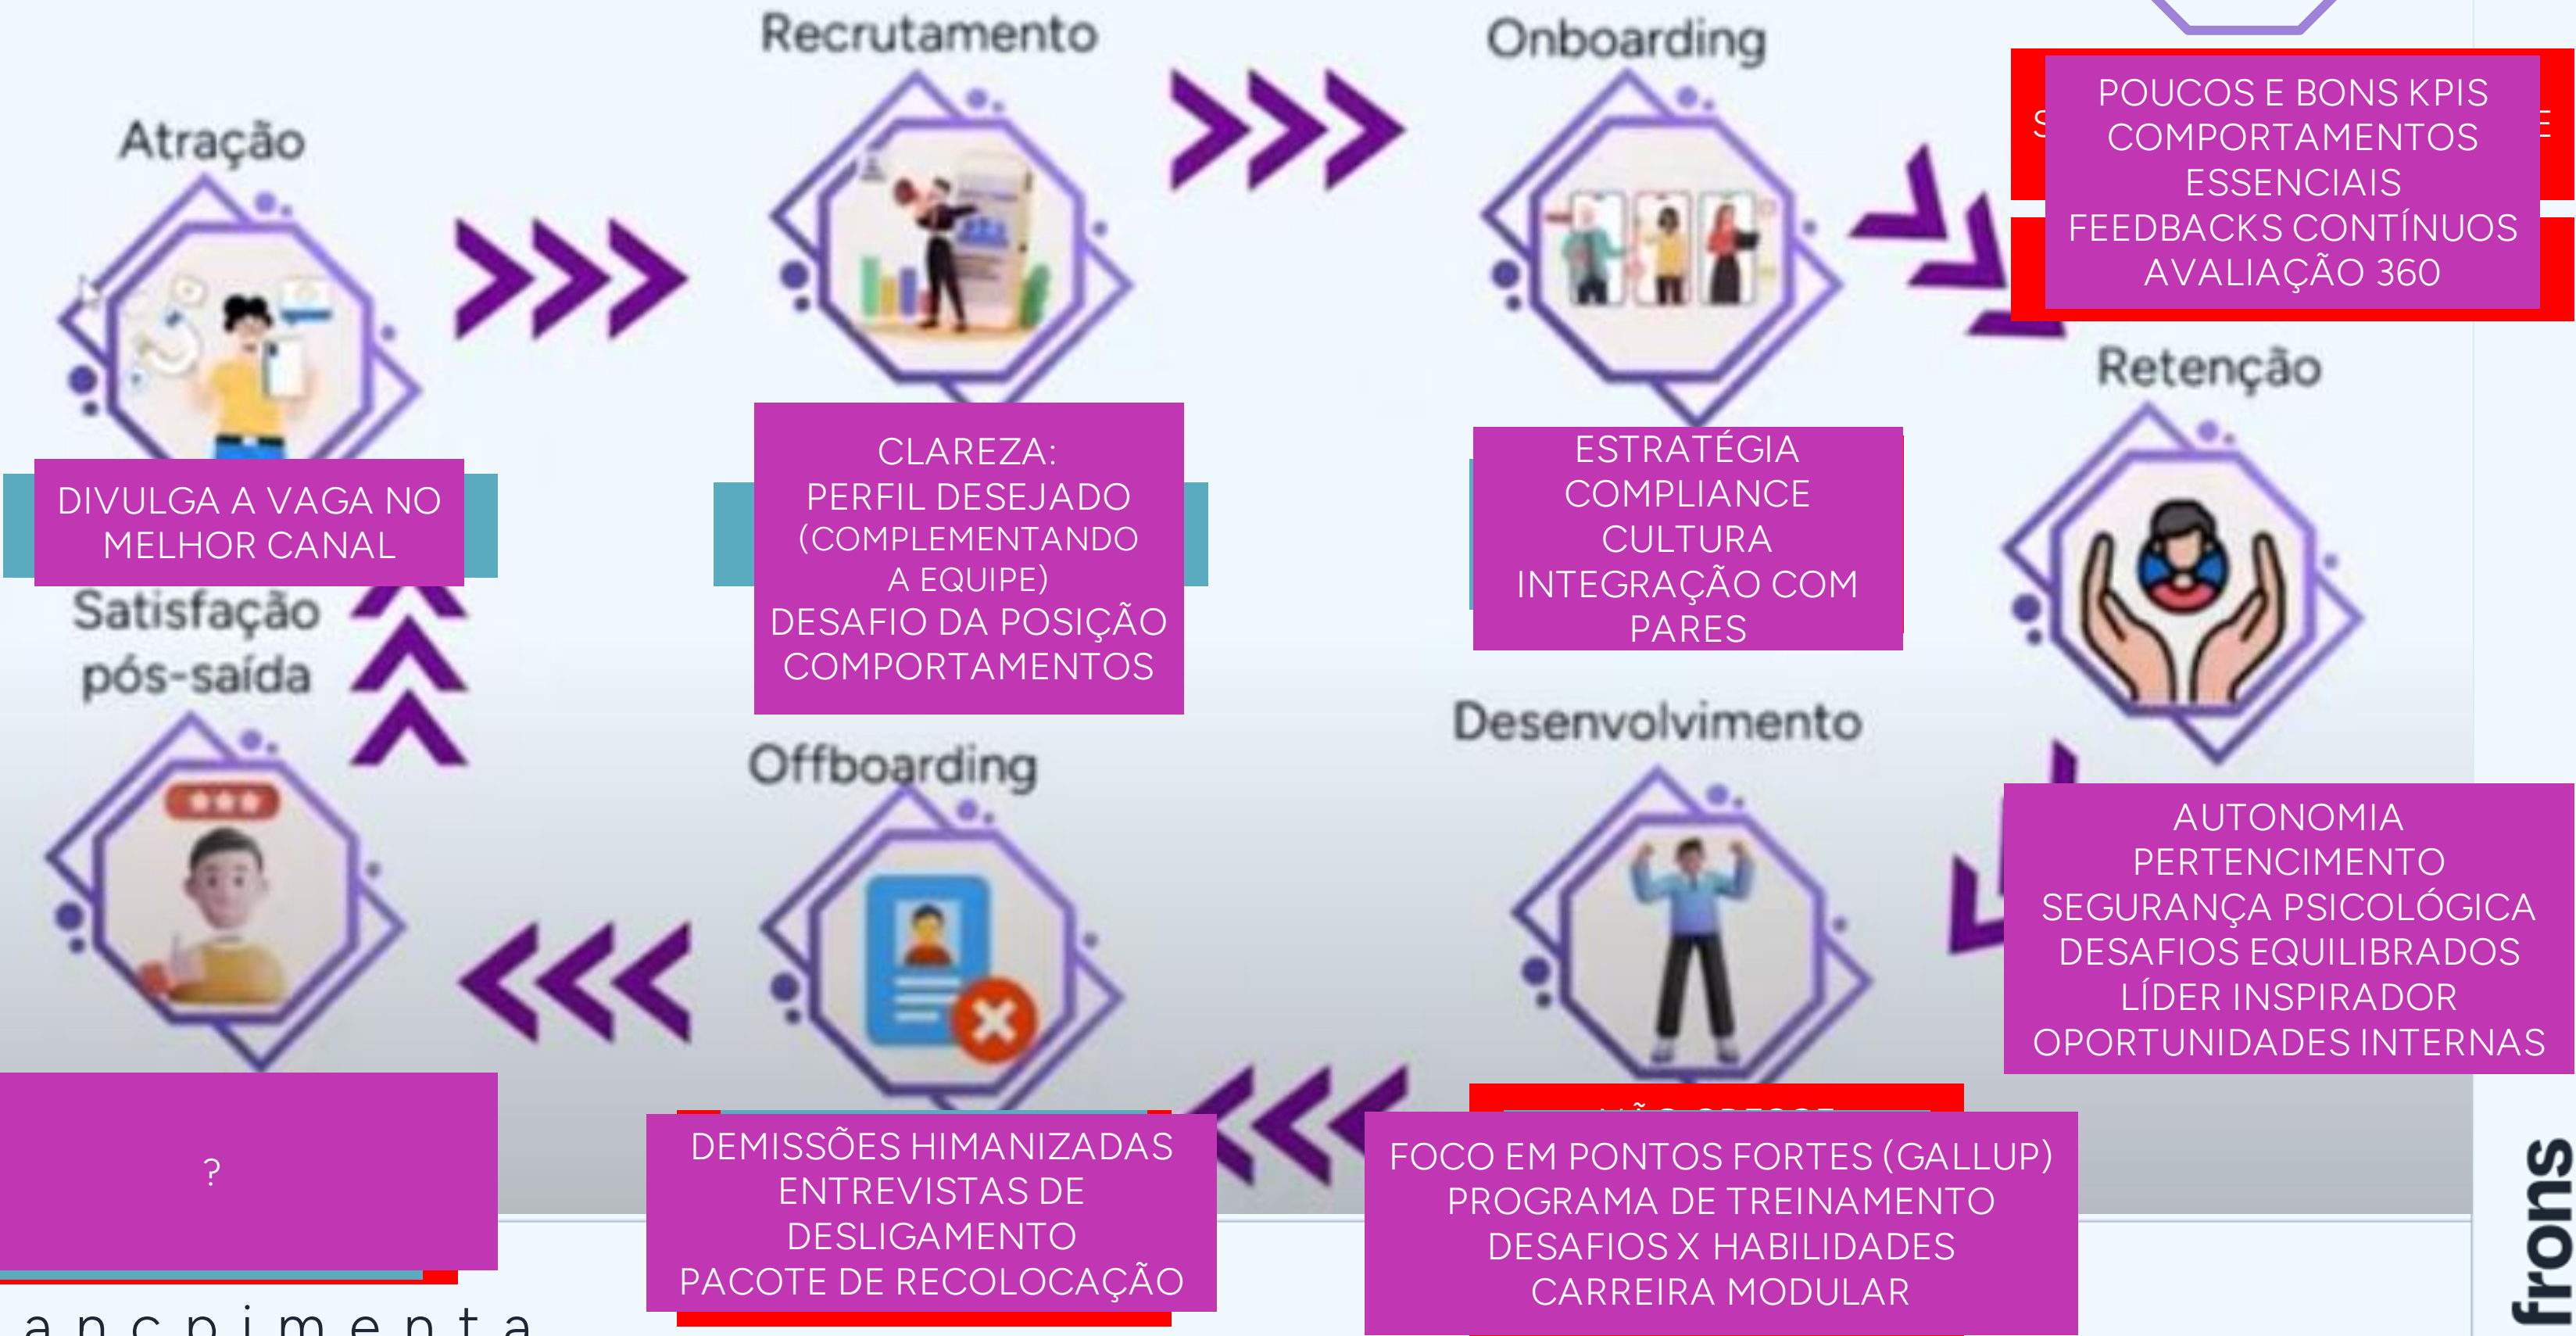 Recrutamento
Onboarding
Atração
POUCOS E BONS KPIS
COMPORTAMENTOS
ESSENCIAIS
FEEDBACKS CONTÍNUOS
AVALIAÇÃO 360
Retenção
DIVULGA A VAGA NO
MELHOR CANAL
CLAREZA:
PERFIL DESEJADO
(COMPLEMENTANDO
A EQUIPE)
DESAFIO DA POSIÇÃO
COMPORTAMENTOS
ESTRATÉGIA
COMPLIANCE
CULTURA
INTEGRAÇÃO COM
PARES
Satisfação
pós-saída
Offboarding
Desenvolvimento
AUTONOMIA
PERTENCIMENTO
SEGURANÇA PSICOLÓGICA
DESAFIOS EQUILIBRADOS
LÍDER INSPIRADOR
OPORTUNIDADES INTERNAS
?
DEMISSÕES HIMANIZADAS
ENTREVISTAS DE
DESLIGAMENTO
PACOTE DE RECOLOCAÇÃO
FOCO EM PONTOS FORTES (GALLUP)
PROGRAMA DE TREINAMENTO
DESAFIOS X HABILIDADES
CARREIRA MODULAR
ancpimenta
frons